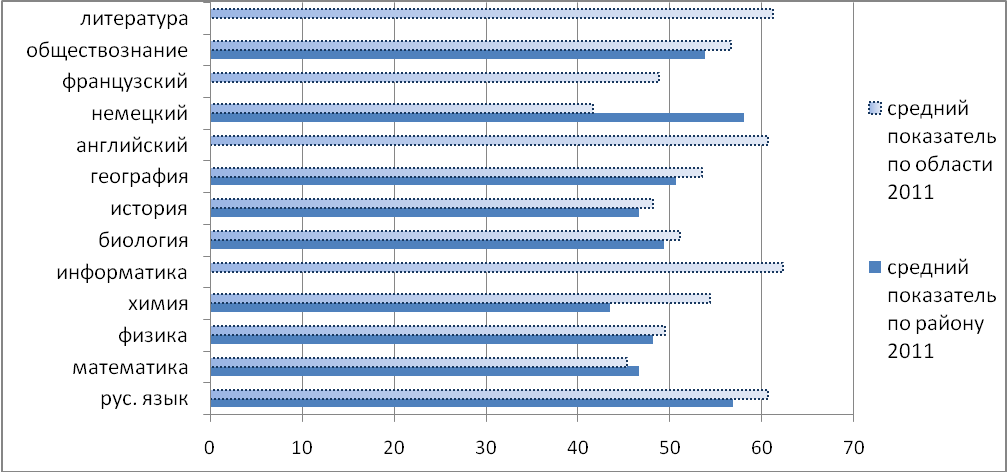 литература
обществознание
французский
немецкий
английский
география
история
биология
информатика
химия
физика
математика
рус. язык
0 10 20 30 40 50 60 70
средний
показатель
по области
2011
средний
показатель
по району
2011